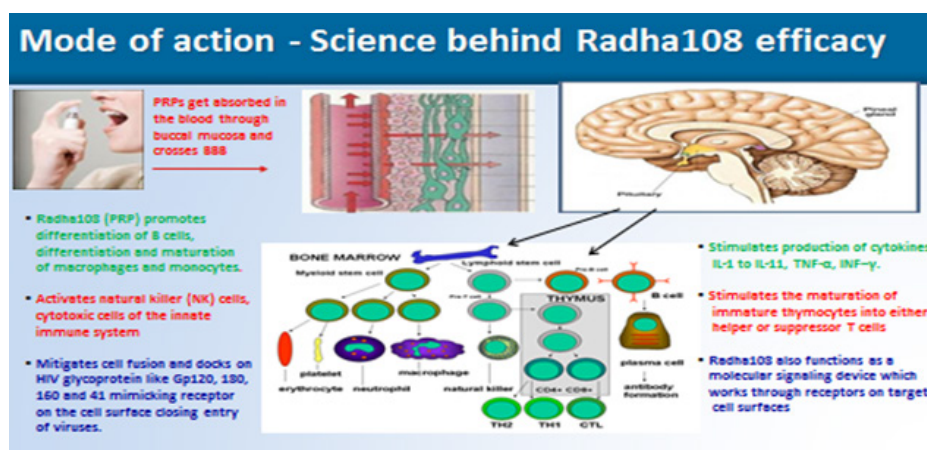 Mode of action - Science behind Radha108 efficacy
PRPs get absorbed in
the blood through
buccal mucosa and
crosses BBB
Pineal
gland
Pituitary
Radha108 (PRP) promotes
differentiation of B cells,
differentiation and maturation
of macrophages and monocytes.
Activates natural killer (NK) cells,
cytotoxic cells of the innate
immune system
Mitigates cell fusion and docks on
HIV glycoprotein like Gp120, 180,
160 and 41 mimicking receptor
on the cell surface closing entry
of viruses.
BONE MARROW
Myeloid stem cell
Lymphoid stem cell
Pro-B cell
Pro-T cell
THYMUS
B cell
platelet
erythrocyte
neutrophil
macrophage
natural killer
CD4+ CD8+
plasma cell
antibody
formation
TH2
TH1
CTL
Stimulates production of cytokines
IL-1 to IL-11, TNF-α, INF–γ.
Stimulates the maturation of
immature thymocytes into either
helper or suppressor T cells
Radha108 also functions as a
molecular signaling device which
works through receptors on target
cell surfaces